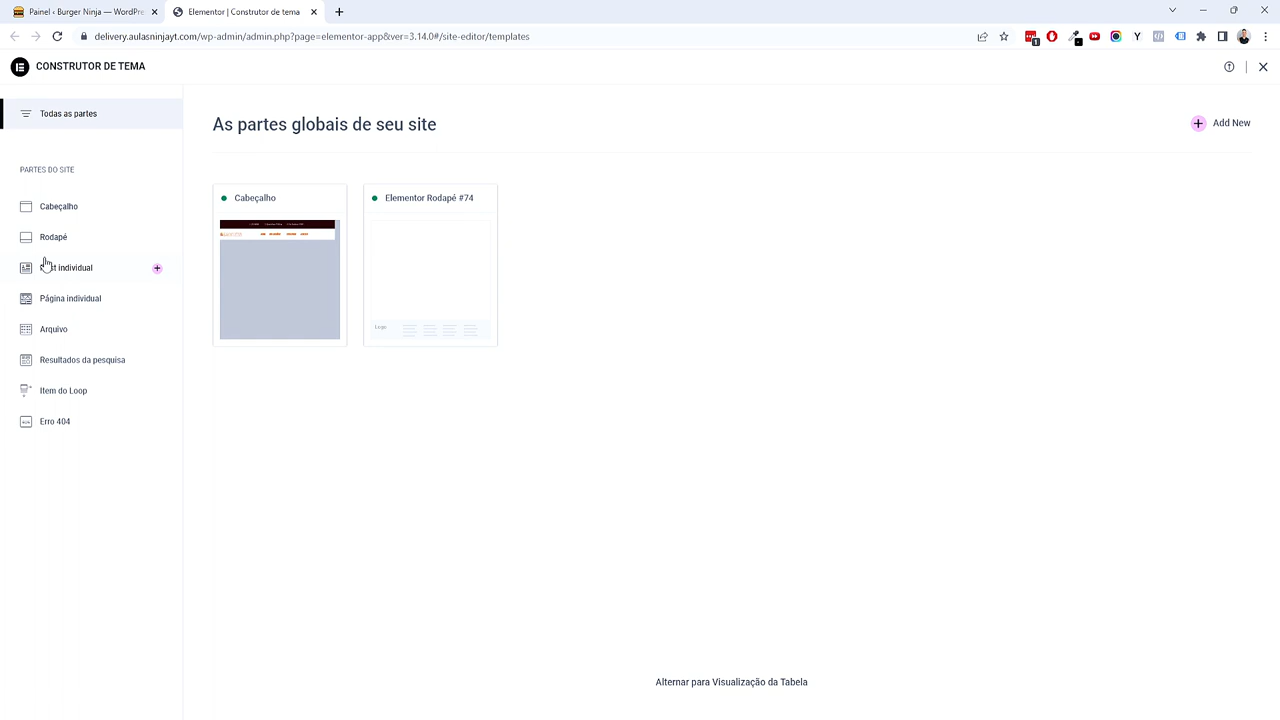 Painel ‹ Burger Ninja — WordPre
Elementor | Construtor de tema
delivery.aulasninjayt.com/wp-admin/admin.php?page=elementor-app&ver=3.14.0#/site-editor/templates
CONSTRUTOR DE TEMA
Todas as partes
As partes globais de seu site
Add New
PARTES DO SITE
Cabeçalho
Elementor Rodapé #74
Cabeçalho
Rodapé
individual
Página individual
Arquivo
Resultados da pesquisa
Item do Loop
Erro 404
Logo
Alternar para Visualização da Tabela